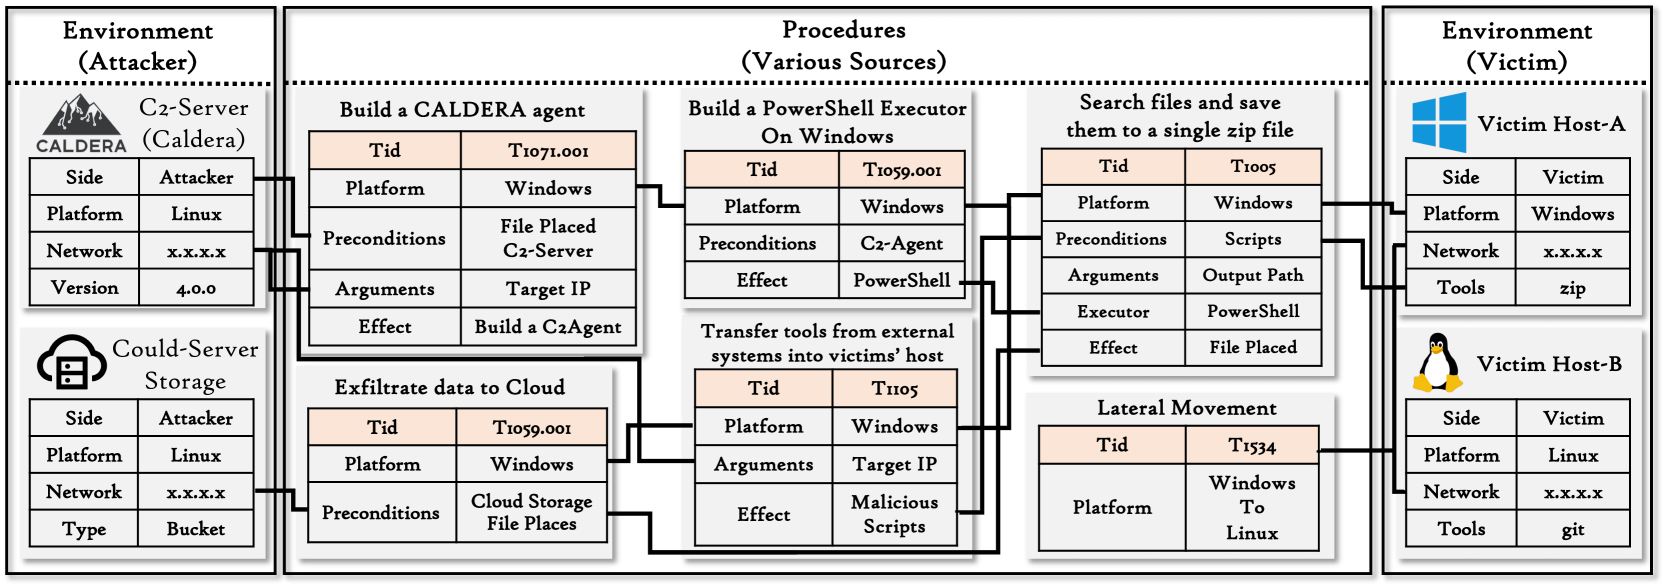 Environment
(Attacker)
C2-Server
(Caldera)
CALDERA
Side Attacker
Platform Linux
Network x.x.x.x
Version 4.0.0
Could-Server
Storage
Side Attacker
Platform Linux
Network x.x.x.x
Type Bucket
Procedures
(Various Sources)
Build a CALDERA agent
Tid T1071.001
Platform Windows
Preconditions File Placed
C2-Server
Arguments Target IP
Effect Build a C2Agent
Exfiltrate data to Cloud
Tid T1059.001
Platform Windows
Preconditions Cloud Storage
File Places
Build a PowerShell Executor
On Windows
Tid T1059.001
Platform Windows
Preconditions C2-Agent
Effect PowerShell
Transfer tools from external
systems into victims' host
Tid T1105
Platform Windows
Arguments Target IP
Effect Malicious
Scripts
Search files and save
them to a single zip file
Tid T1005
Platform Windows
Preconditions Scripts
Arguments Output Path
Executor PowerShell
Effect File Placed
Lateral Movement
Tid T1534
Platform Windows
To
Linux
Environment
(Victim)
Victim Host-A
Side Victim
Platform Windows
Network x.x.x.x
Tools zip
Victim Host-B
Side Victim
Platform Linux
Network x.x.x.x
Tools git